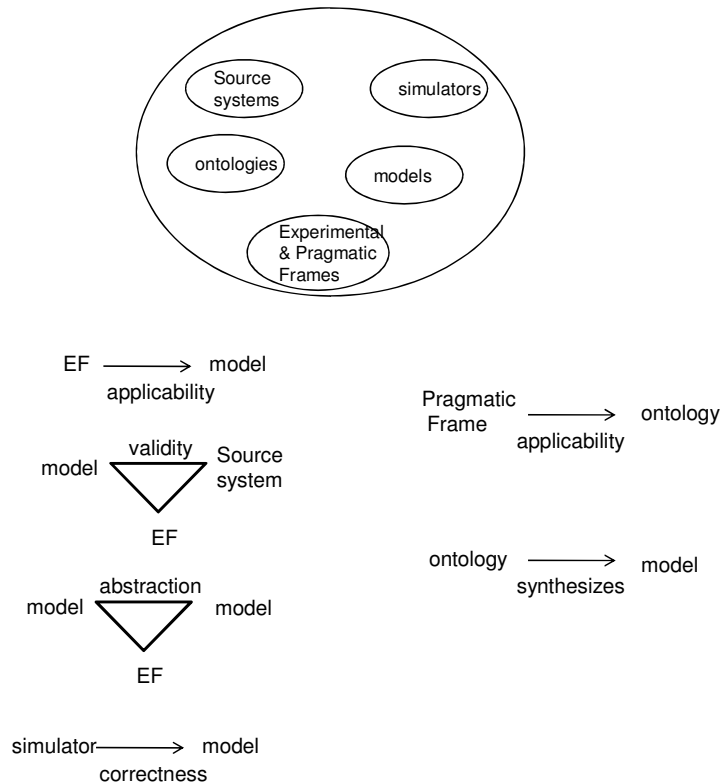 Source
systems
simulators
ontologies
models
Experimental
& Pragmatic
Frames
EF model
applicability
validity
model Source
system
EF
abstraction
model model
EF
simulator model
correctness
Pragmatic
Frame
ontology
applicability
ontology model
synthesizes